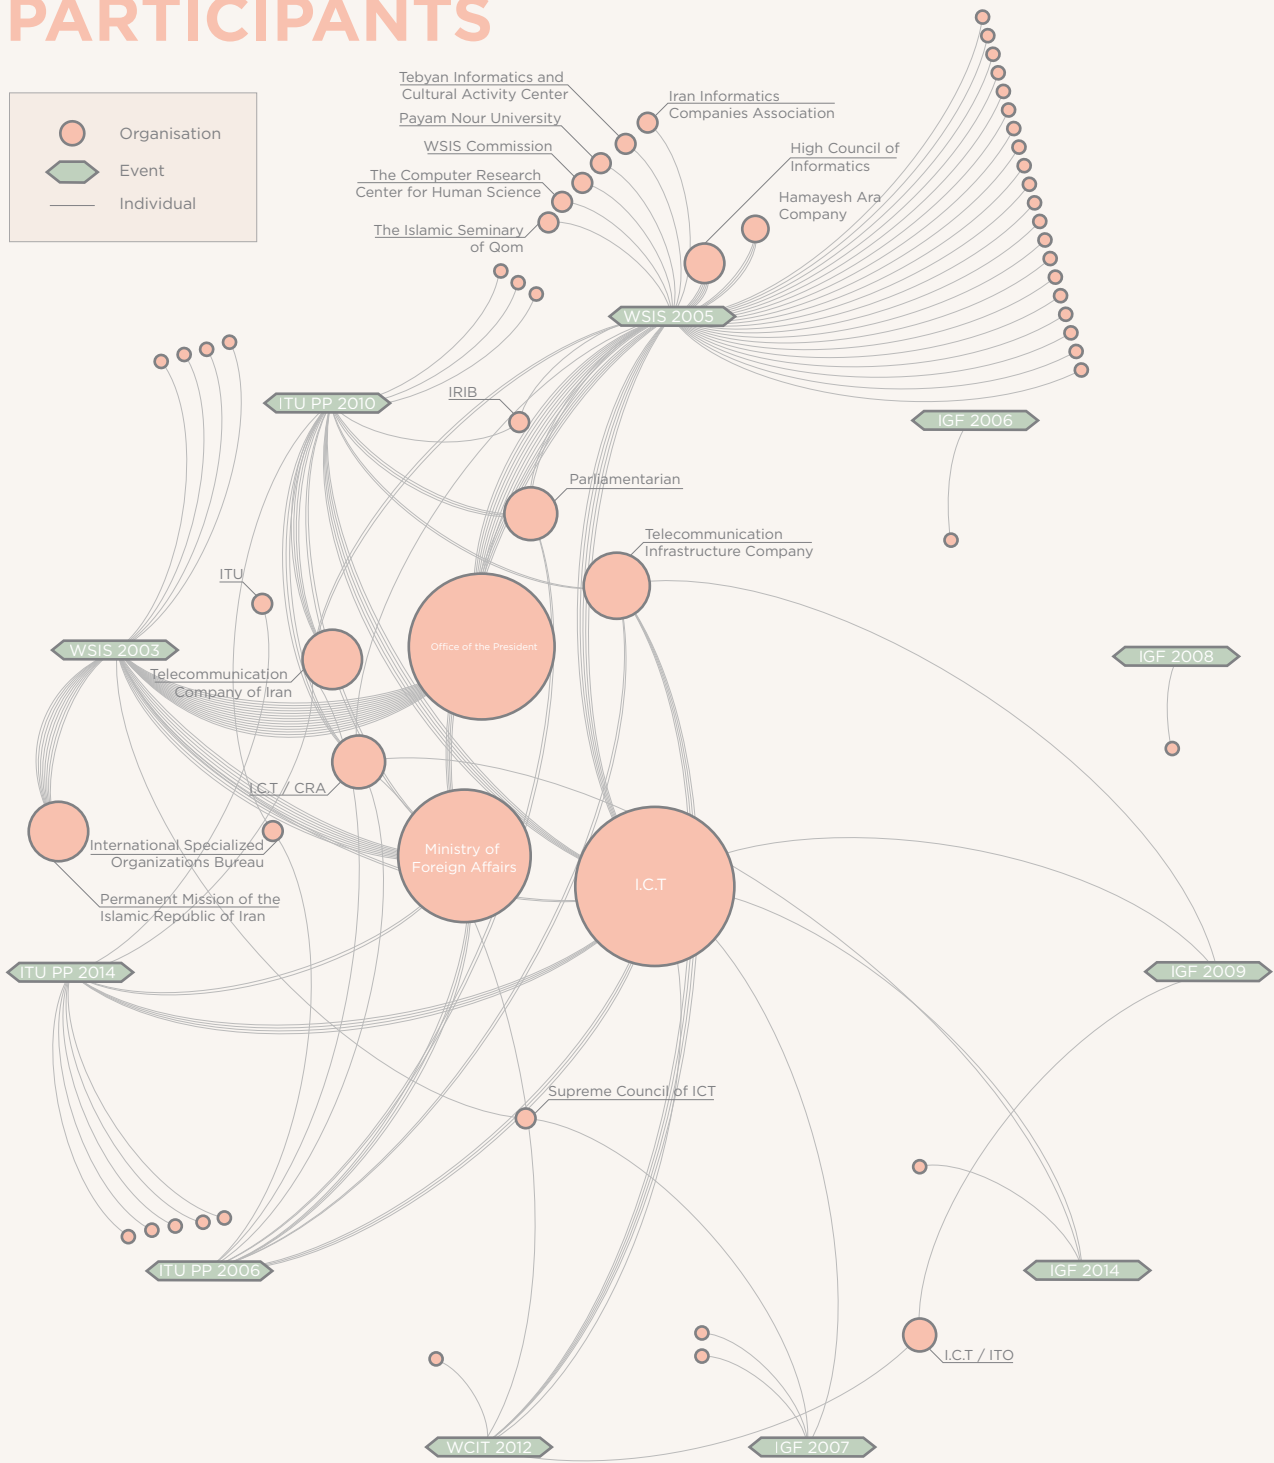 PARTICIPANTS
Organisation
Event
Individual
Tebyan Informatics and
Cultural Activity Center
Payam Nour University
WSIS Commission
The Computer Research
Center for Human Science
The Islamic Seminary
of Qom
Iran Informatics
Companies Association
High Council of
Informatics
Hamayesh Ara
Company
WSIS 2005
ITU PP 2010
IRIB
IGF 2006
Parliamentarian
Telecommunication
Infrastructure Company
ITU
WSIS 2003
Office of the President
IGF 2008
Telecommunication
Company of Iran
I.C.T / CRA
International Specialized
Organizations Bureau
Ministry of
Foreign Affairs
I.C.T
Permanent Mission of the
Islamic Republic of Iran
ITU PP 2014
IGF 2009
Supreme Council of ICT
ITU PP 2006
IGF 2014
I.C.T / ITO
WCIT 2012
IGF 2007